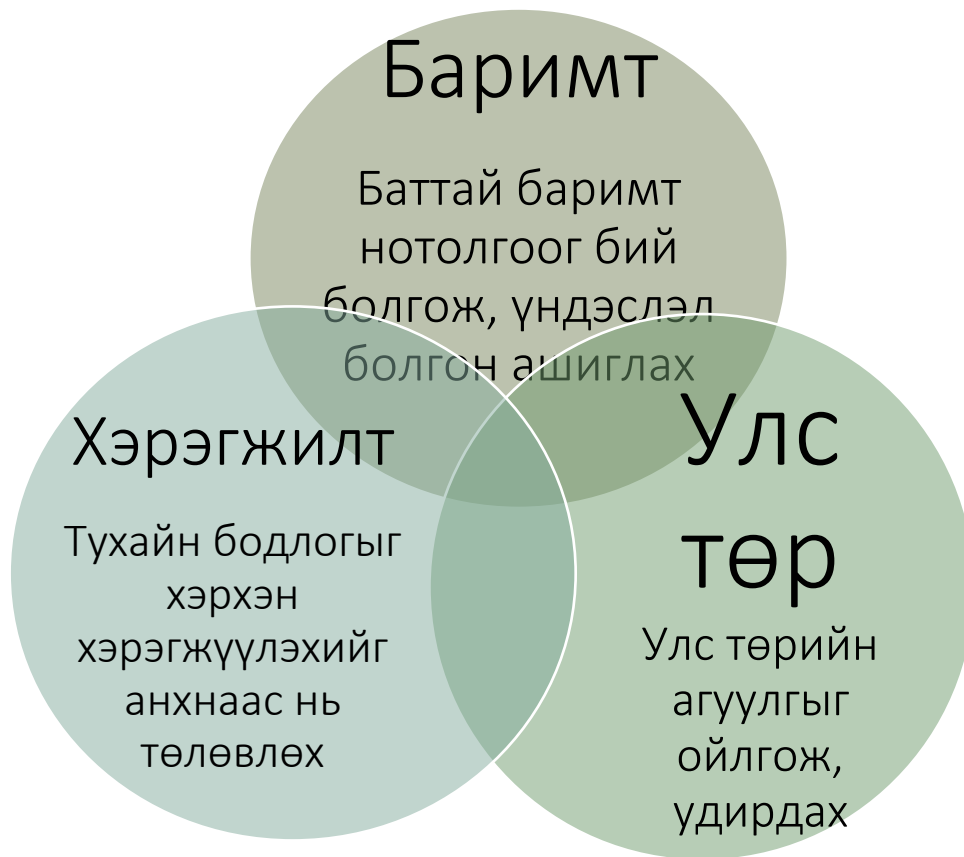 Баримт
Баттай баримт
нотолгоог бий
болгож, үндэслэл
болгон ашиглах
Хэрэгжилт
Тухайн бодлогыг
хэрхэн
хэрэгжүүлэхийг
анхнаас нь
төлөвлөх
Улс
төр
Улс төрийн
агуулгыг
ойлгож,
удирдах